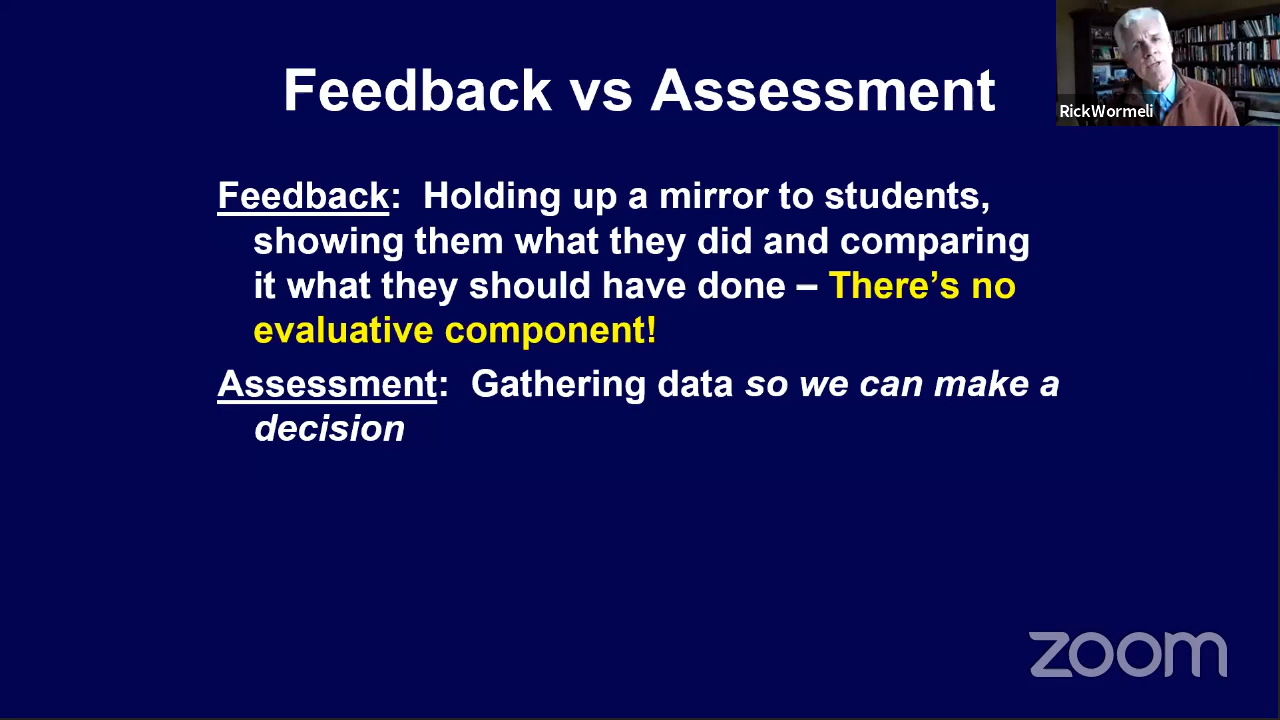 Feedback vs Assessment
RickWormeli
Feedback:  Holding up a mirror to students,
showing them what they did and comparing
it what they should have done – There’s no
evaluative component!
Assessment:  Gathering data so we can make a
decision
zoom